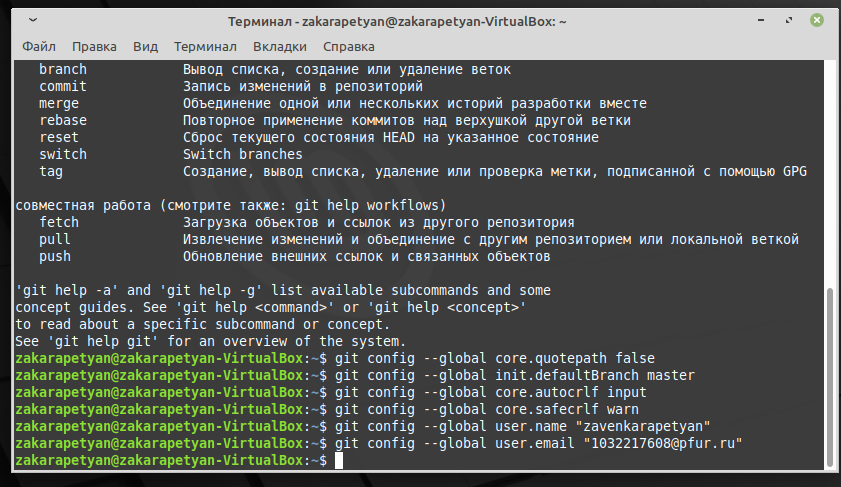 Терминал - zakarapetyan@zakarapetyan-VirtualBox: ~
Файл Правка Вид Терминал Вкладки Справка
branch Вывод списка, создание или удаление веток
commit Запись изменений в репозиторий
merge Объединение одной или нескольких историй разработки вместе
rebase Повторное применение коммитов над верхушкой другой ветки
reset Сброс текущего состояния HEAD на указанное состояние
switch Switch branches
tag Создание, вывод списка, удаление или проверка метки, подписанной с помощью GPG
совместная работа (смотрите также: git help workflows)
fetch Загрузка объектов и ссылок из другого репозитория
pull Извлечение изменений и объединение с другим репозиторием или локальной веткой
push Обновление внешних ссылок и связанных объектов
'git help -a' and 'git help -g' list available subcommands and some
concept guides. See 'git help <command>' or 'git help <concept>'
to read about a specific subcommand or concept.
See 'git help git' for an overview of the system.
zakarapetyan@zakarapetyan-VirtualBox:~$ git config --global core.quotepath false
zakarapetyan@zakarapetyan-VirtualBox:~$ git config --global init.defaultBranch master
zakarapetyan@zakarapetyan-VirtualBox:~$ git config --global core.autocrlf input
zakarapetyan@zakarapetyan-VirtualBox:~$ git config --global core.safecrlf warn
zakarapetyan@zakarapetyan-VirtualBox:~$ git config --global user.name "zavenkarapetyan"
zakarapetyan@zakarapetyan-VirtualBox:~$ git config --global user.email "1032217608@pfur.ru"
zakarapetyan@zakarapetyan-VirtualBox:~$